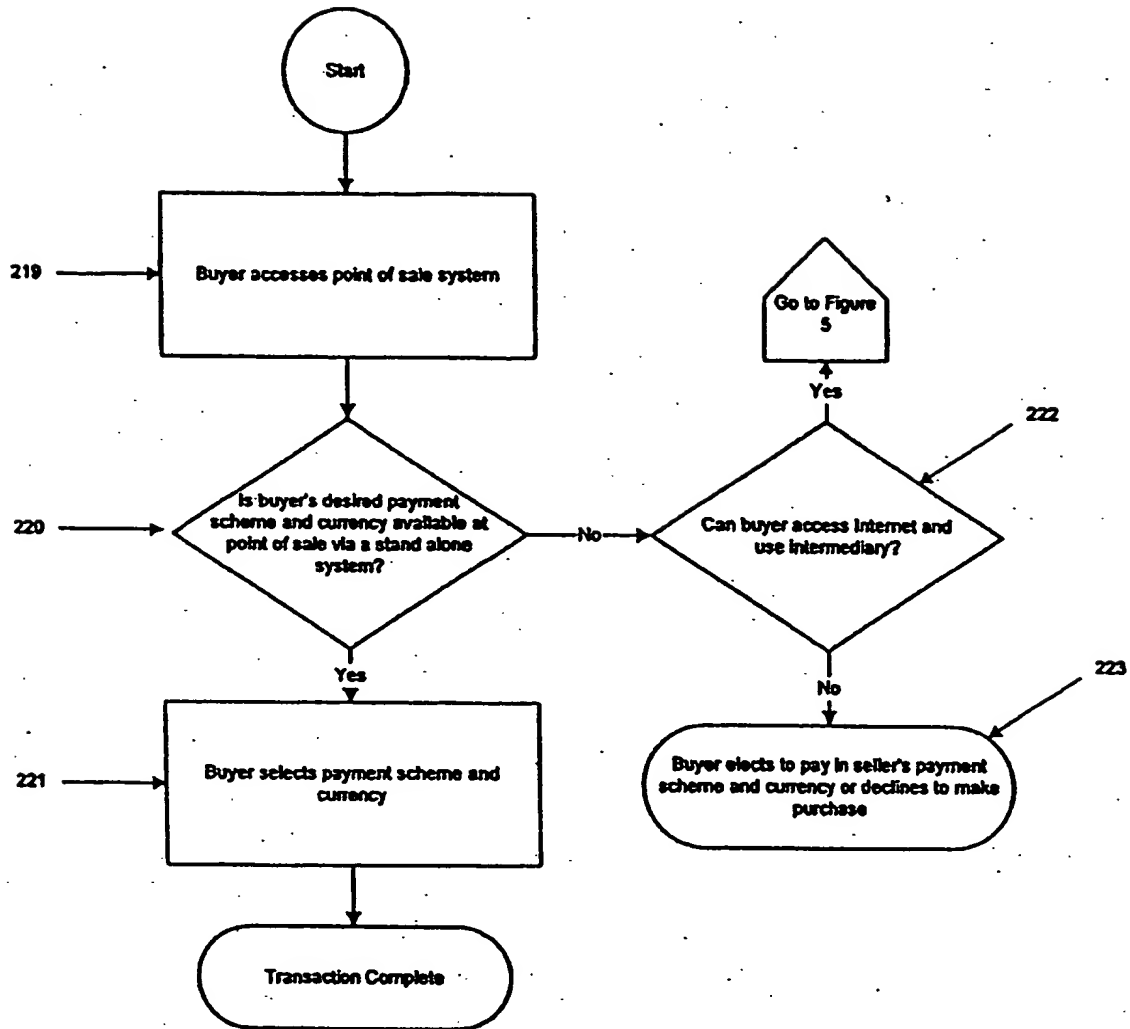 Start
219
Buyer accesses point of sale system
Go to Figure
5
Yes
222
220
Is buyer's desired payment
scheme and currency available at
point of sale via a stand alone
system?
No
Can buyer access Internet and
use intermediary?
Yes
No
223
221
Buyer selects payment scheme and
currency
Buyer elects to pay in seller's payment
scheme and currency or declines to make
purchase
Transaction Complete